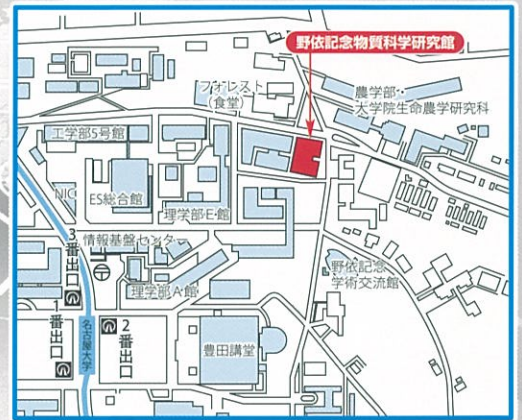 野依記念物質科学研究館
フォレスト
(食堂)
農学部・
大学院生命農学研究科
工学部5号館
NIC
ES総合館
理学部E館
情報基盤センター
3番出口
理学部A館
野依記念
学術交流館
1番出口
名古屋大学
2番出口
豊田講堂